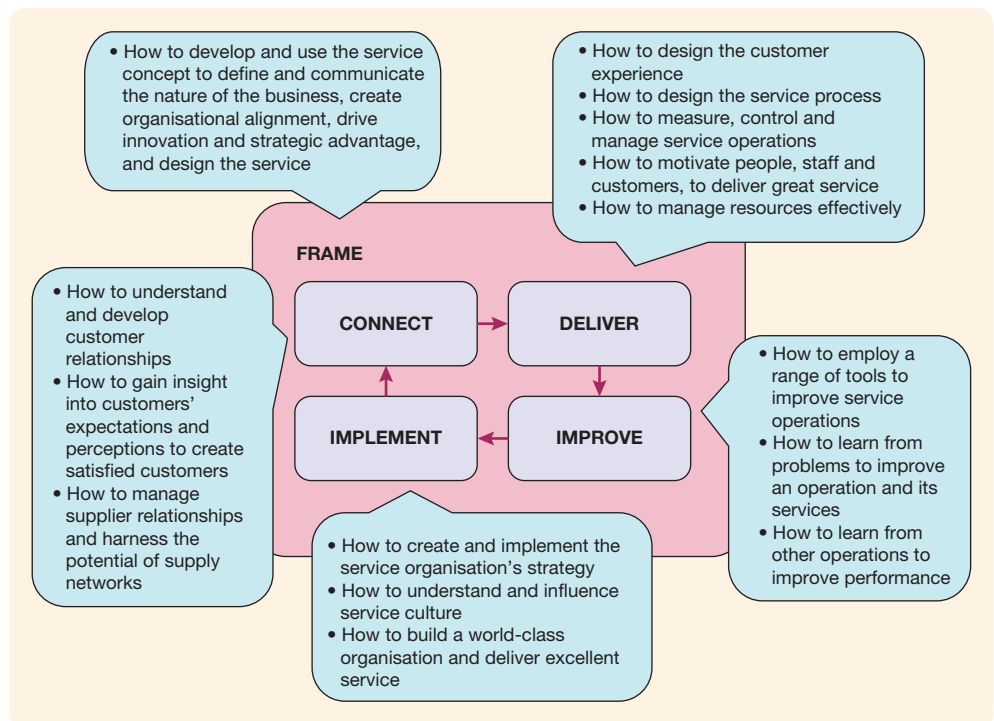 • How to develop and use the service
concept to define and communicate
the nature of the business, create
organisational alignment, drive
innovation and strategic advantage,
and design the service
• How to design the customer
experience
• How to design the service process
• How to measure, control and
manage service operations
• How to motivate people, staff and
customers, to deliver great service
• How to manage resources effectively
FRAME
CONNECT
DELIVER
IMPLEMENT
IMPROVE
• How to understand
and develop
customer
relationships
• How to gain insight
into customers’
expectations and
perceptions to create
satisfied customers
• How to manage
supplier relationships
and harness the
potential of supply
networks
• How to employ a
range of tools to
improve service
operations
• How to learn from
problems to improve
an operation and its
services
• How to learn from
other operations to
improve performance
• How to create and implement the
service organisation’s strategy
• How to understand and influence
service culture
• How to build a world-class
organisation and deliver excellent
service